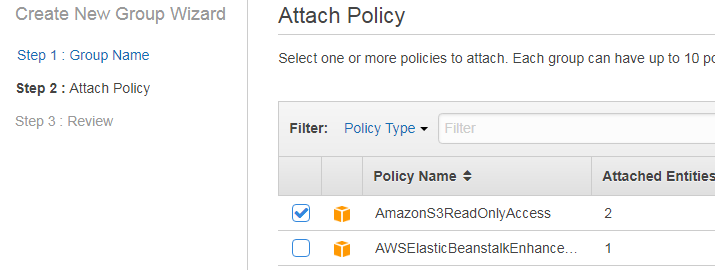 Create New Group Wizard
Step 1 : Group Name
Step 2 : Attach Policy
Step 3 : Review
Attach Policy
Select one or more policies to attach. Each group can have up to 10 po
Filter: Policy Type Filter
Policy Name Attached Entities
AmazonS3ReadOnlyAccess 2
AWSElasticBeanstalkEnhance... 1